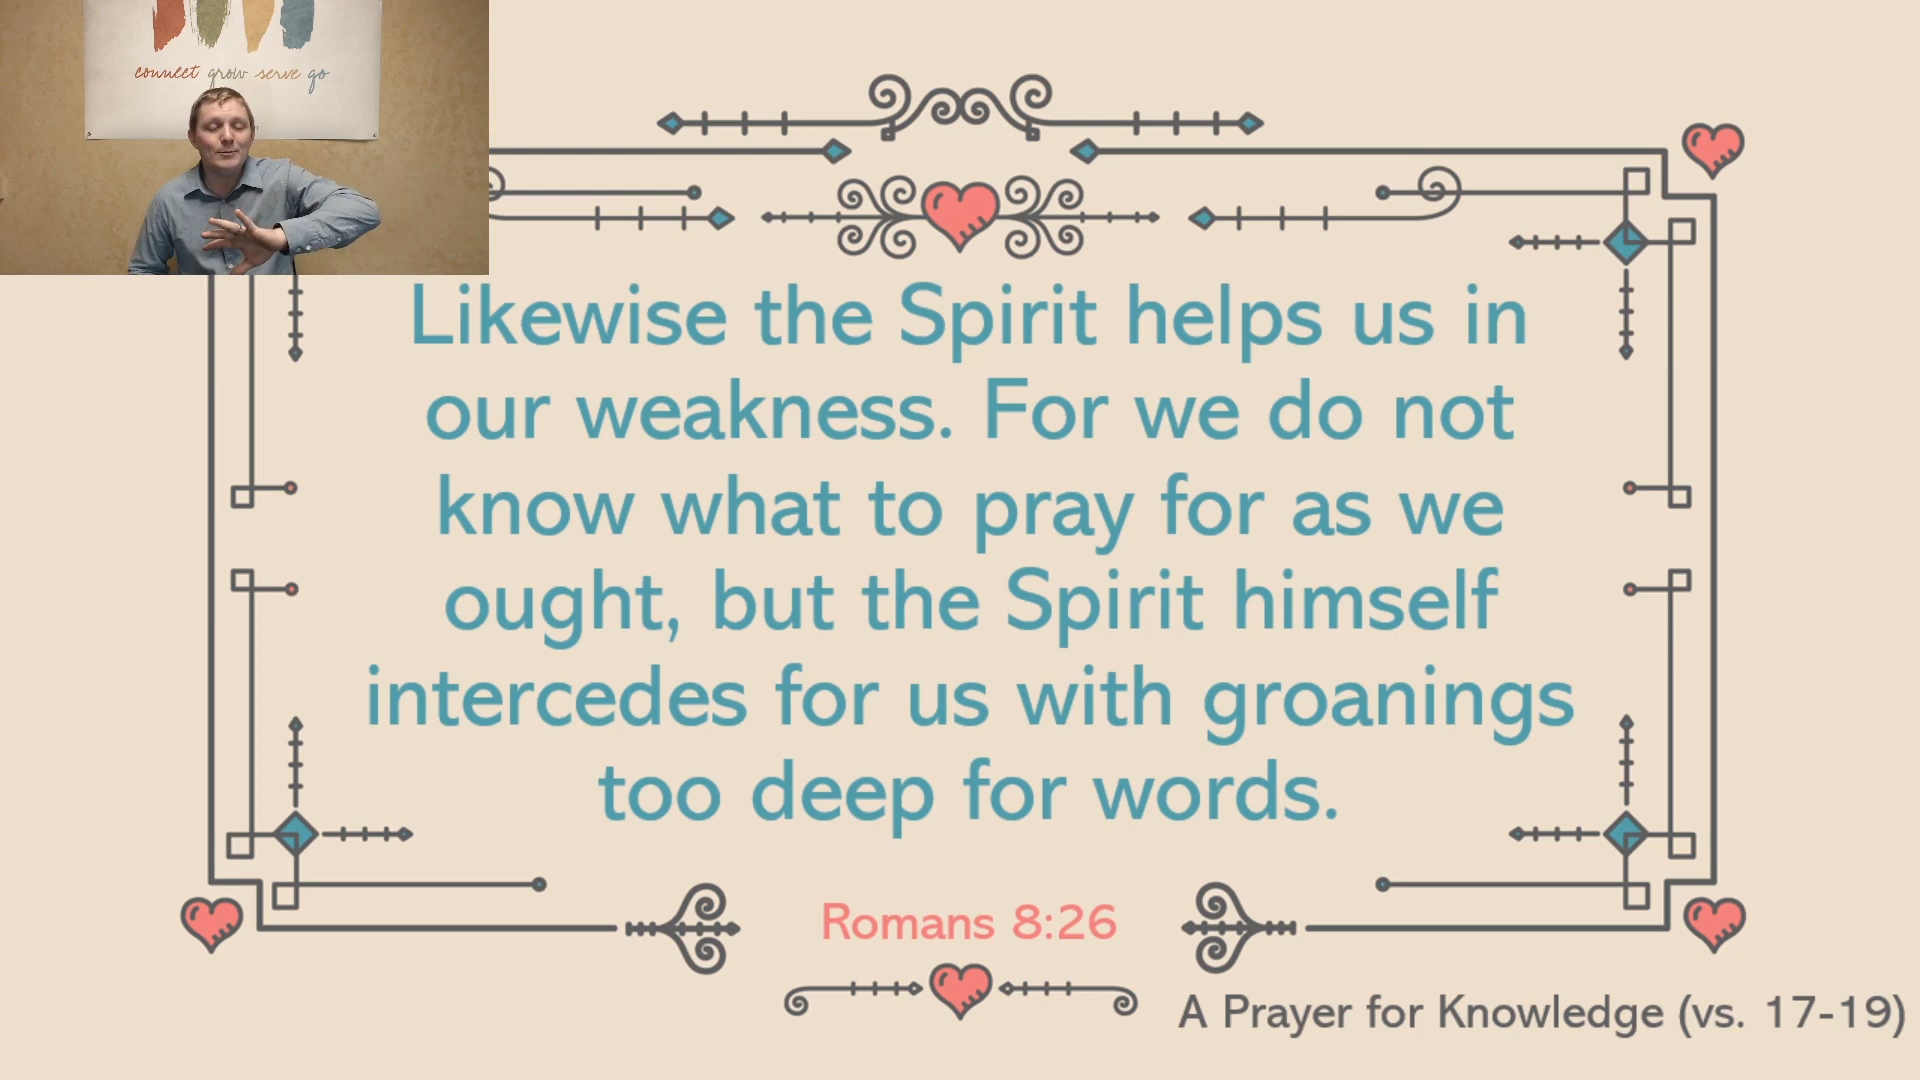 connect grow serve go
Likewise the Spirit helps us in
our weakness. For we do not
know what to pray for as we
ought, but the Spirit himself
intercedes for us with groanings
too deep for words.
Romans 8:26
A Prayer for Knowledge (vs. 17-19)